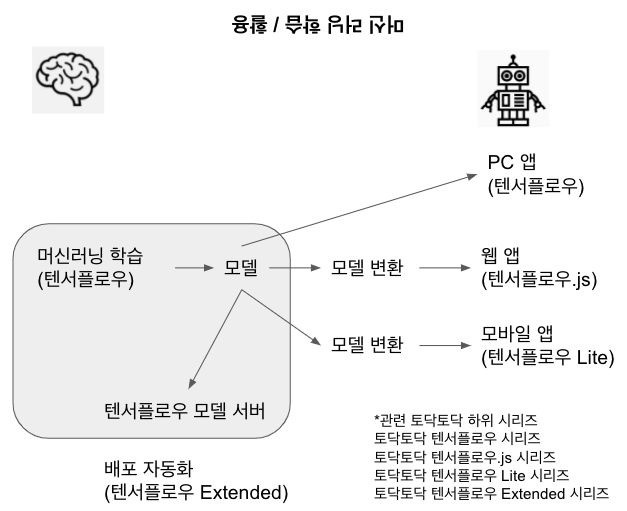 머신 러닝 학습 / 활용
PC 앱
(텐서플로우)
머신러닝 학습
(텐서플로우)
모델
모델 변환
웹 앱
(텐서플로우.js)
모델 변환
모바일 앱
(텐서플로우 Lite)
텐서플로우 모델 서버
배포 자동화
(텐서플로우 Extended)
*관련 토닥토닥 하위 시리즈
토닥토닥 텐서플로우 시리즈
토닥토닥 텐서플로우.js 시리즈
토닥토닥 텐서플로우 Lite 시리즈
토닥토닥 텐서플로우 Extended 시리즈